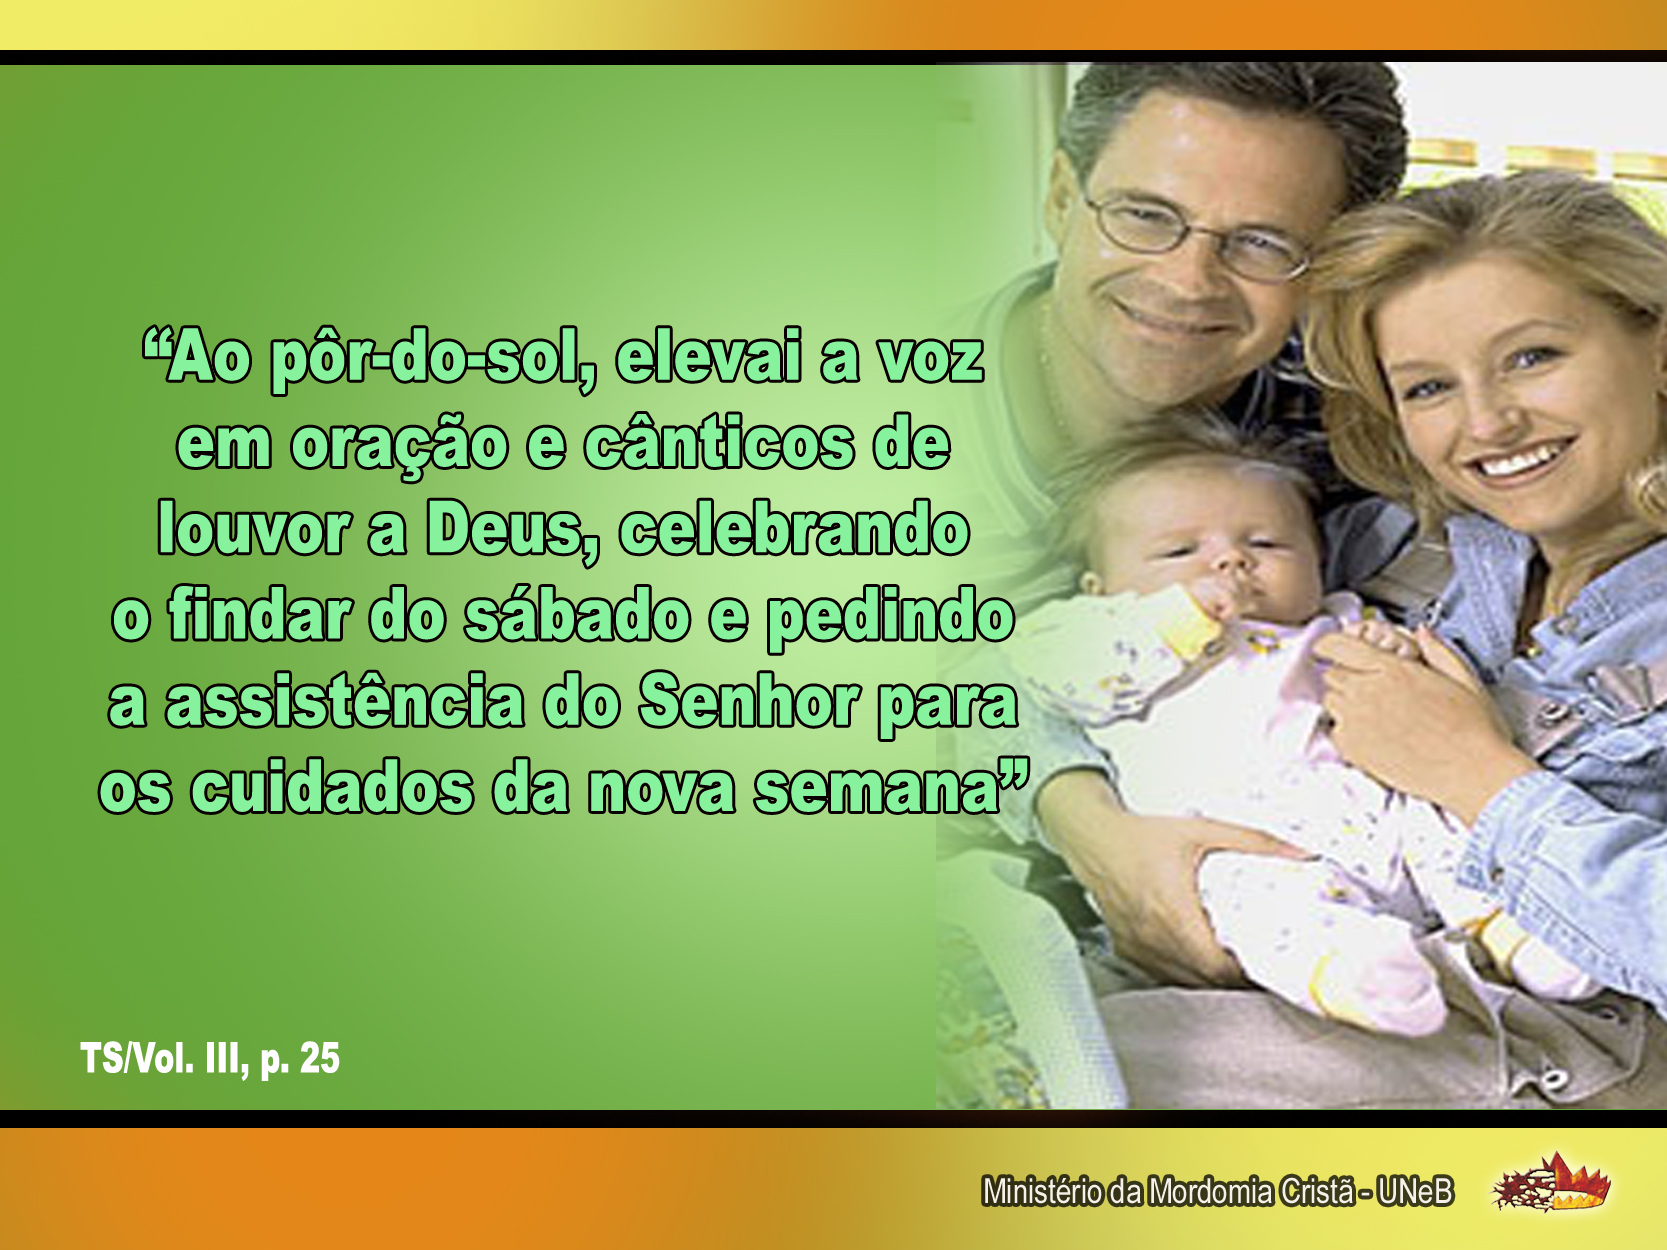 “Ao pôr-do-sol, elevai a voz
em oração e cânticos de
louvor a Deus, celebrando
o findar do sábado e pedindo
a assistência do Senhor para
os cuidados da nova semana”
TS/Vol. III, p. 25
Ministério da Mordomia Cristã - UNeB